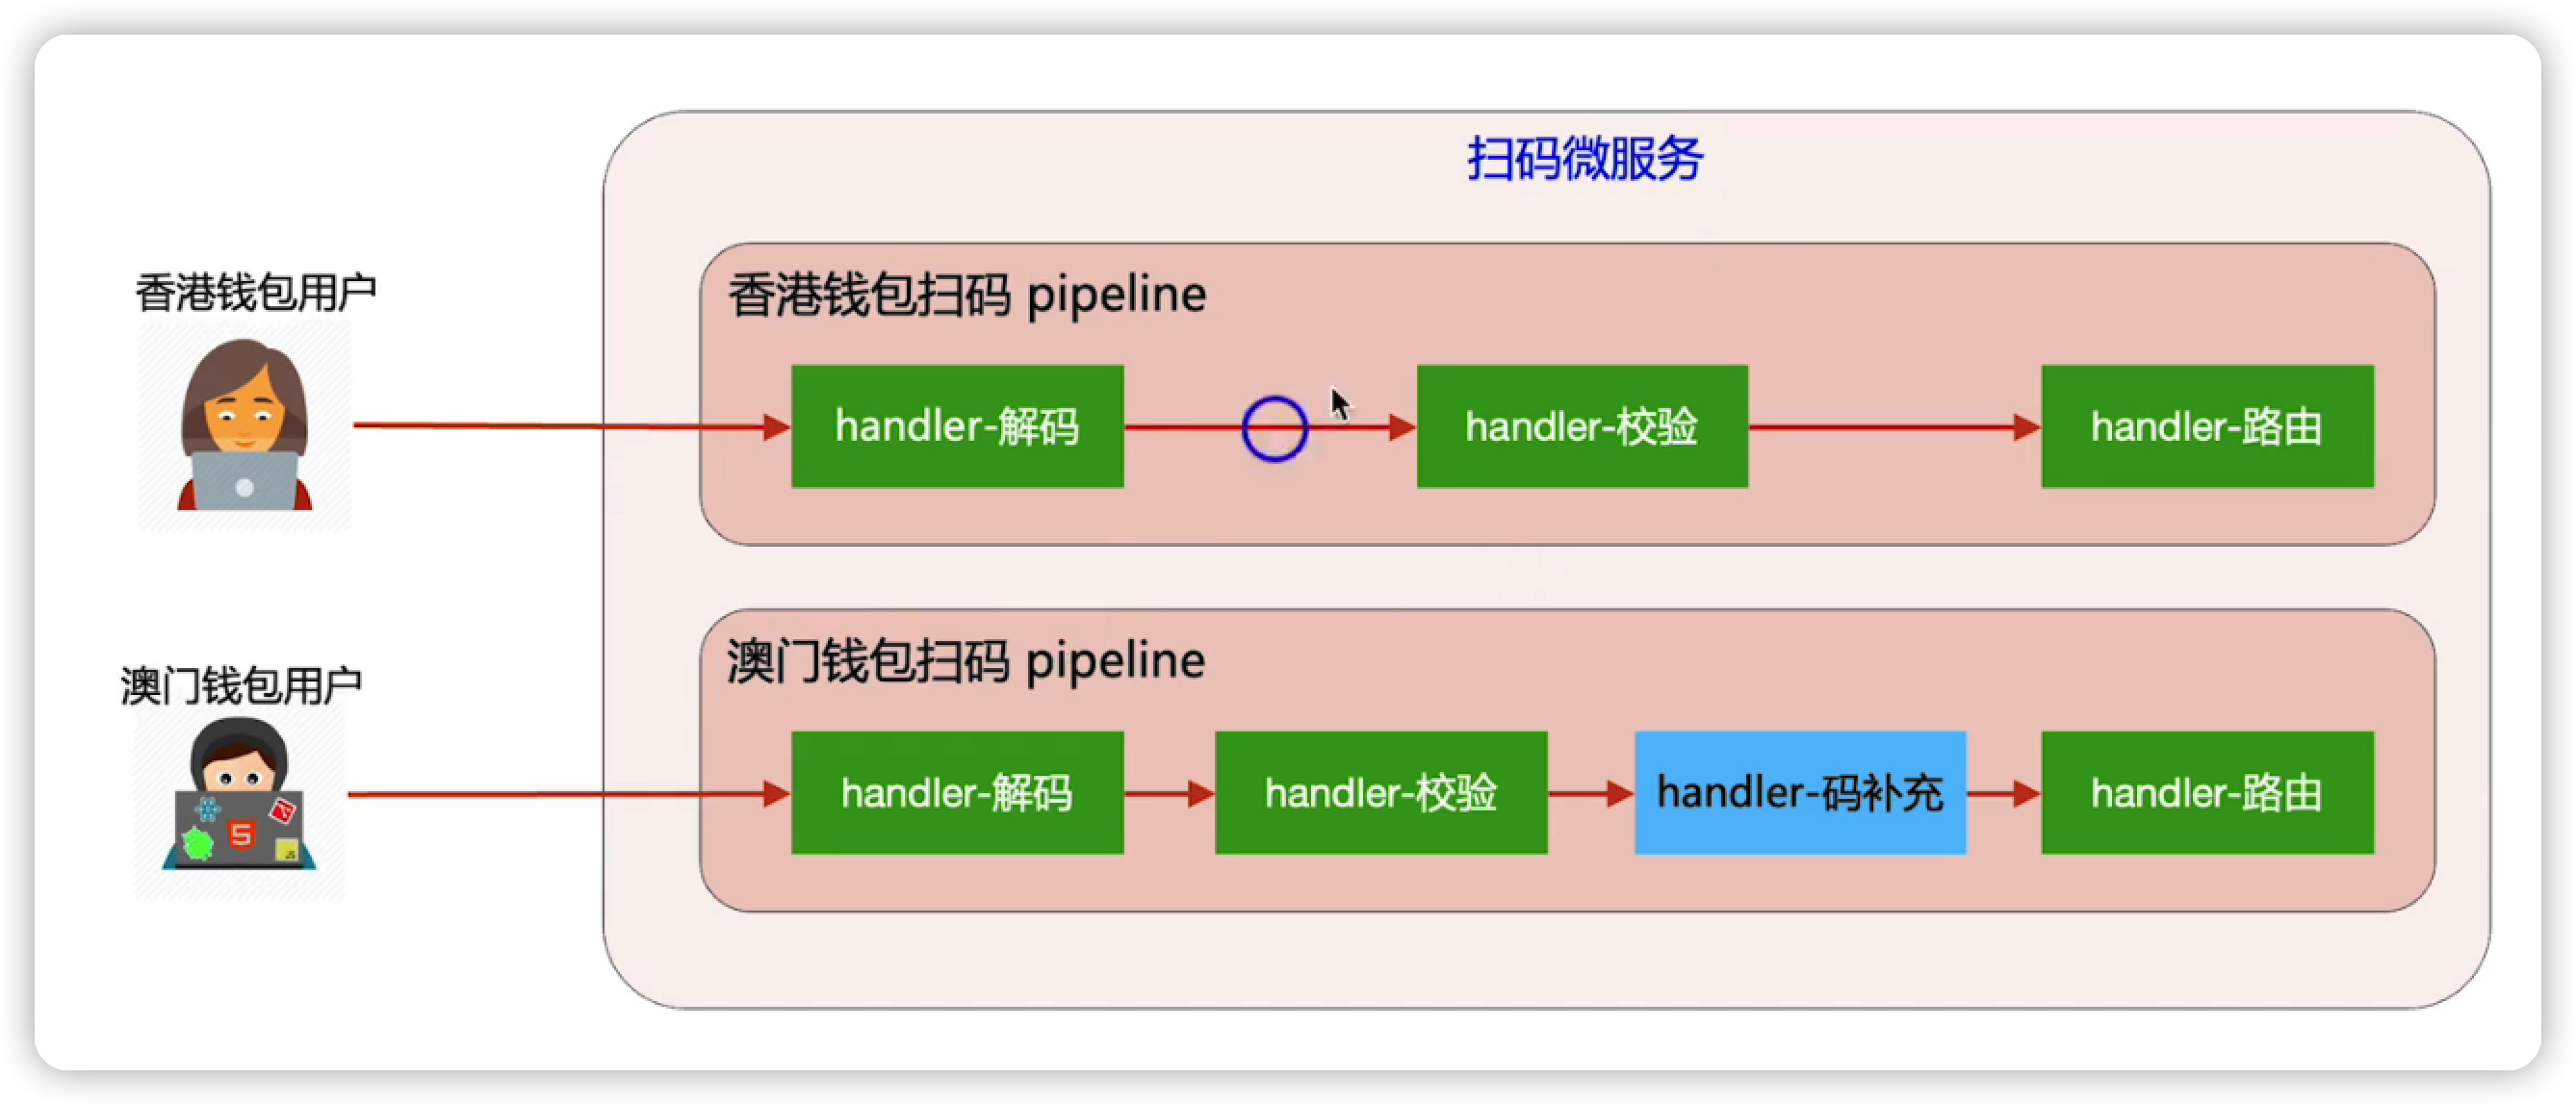 扫码微服务
香港钱包用户
香港钱包扫码 pipeline
handler-解码
handler-校验
handler-路由
澳门钱包用户
澳门钱包扫码 pipeline
handler-解码
handler-校验
handler-码补充
handler-路由
5
JS